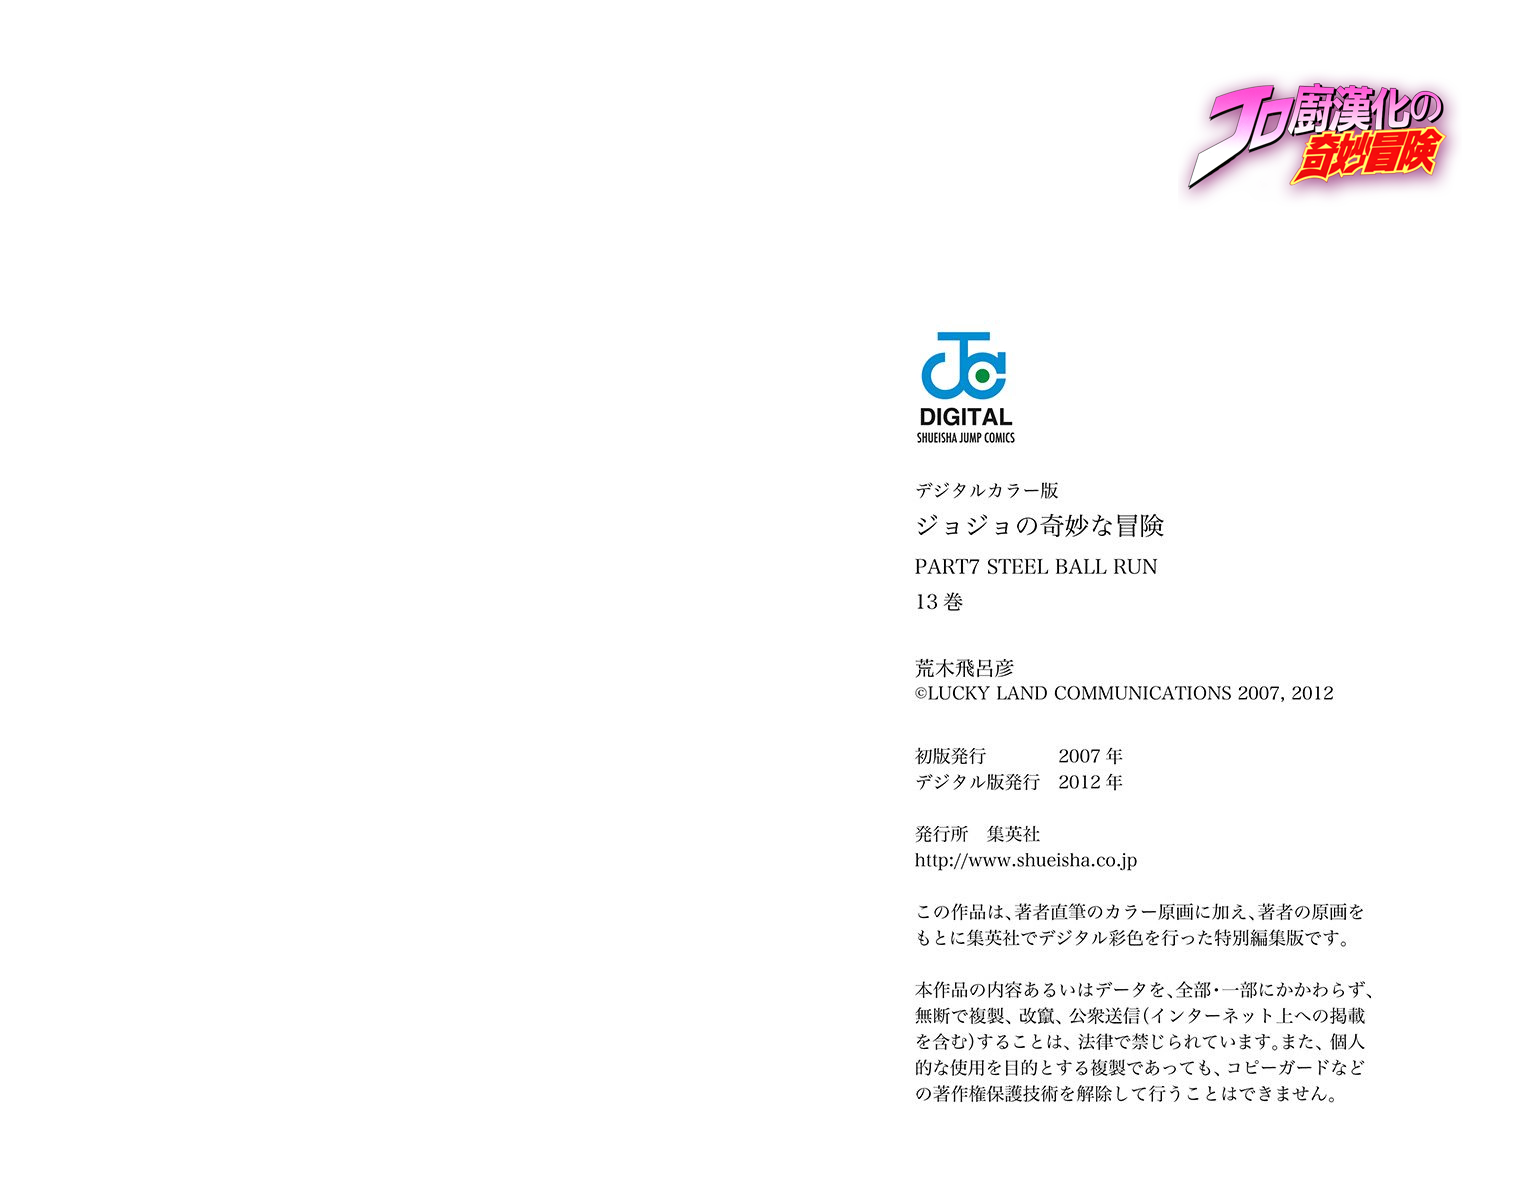 JO厨漢化の
奇妙冒険
DIGITAL
SHUEISHA JUMP COMICS
デジタルカラー版
ジョジョの奇妙な冒険
PART7 STEEL BALL RUN
13 巻
荒木飛呂彦
©LUCKY LAND COMMUNICATIONS 2007, 2012
初版発行 2007 年
デジタル版発行 2012 年
発行所 集英社
http://www.shueisha.co.jp
この作品は、著者直筆のカラー原画に加え、著者の原画を
もとに集英社でデジタル彩色を行った特別編集版です。
本作品の内容あるいはデータを、全部・一部にかかわらず、
無断で複製、改竄、公衆送信(インターネット上への掲載
を含む)することは、法律で禁じられています。また、個人
的な使用を目的とする複製であっても、コピーガードなど
の著作権保護技術を解除して行うことはできません。